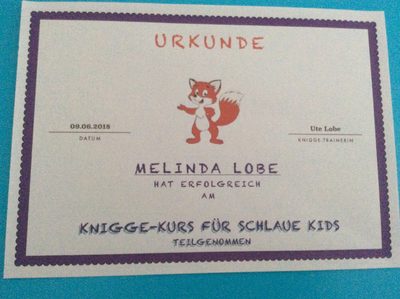 URKUNDE
09.06.2018
DATUM
Ute Lobe
KNIGGE-TRAINERIN
MELINDA LOBE
HAT ERFOLGREICH
AM
KNIGGE-KURS FÜR SCHLAUE KIDS
TEILGENOMMEN